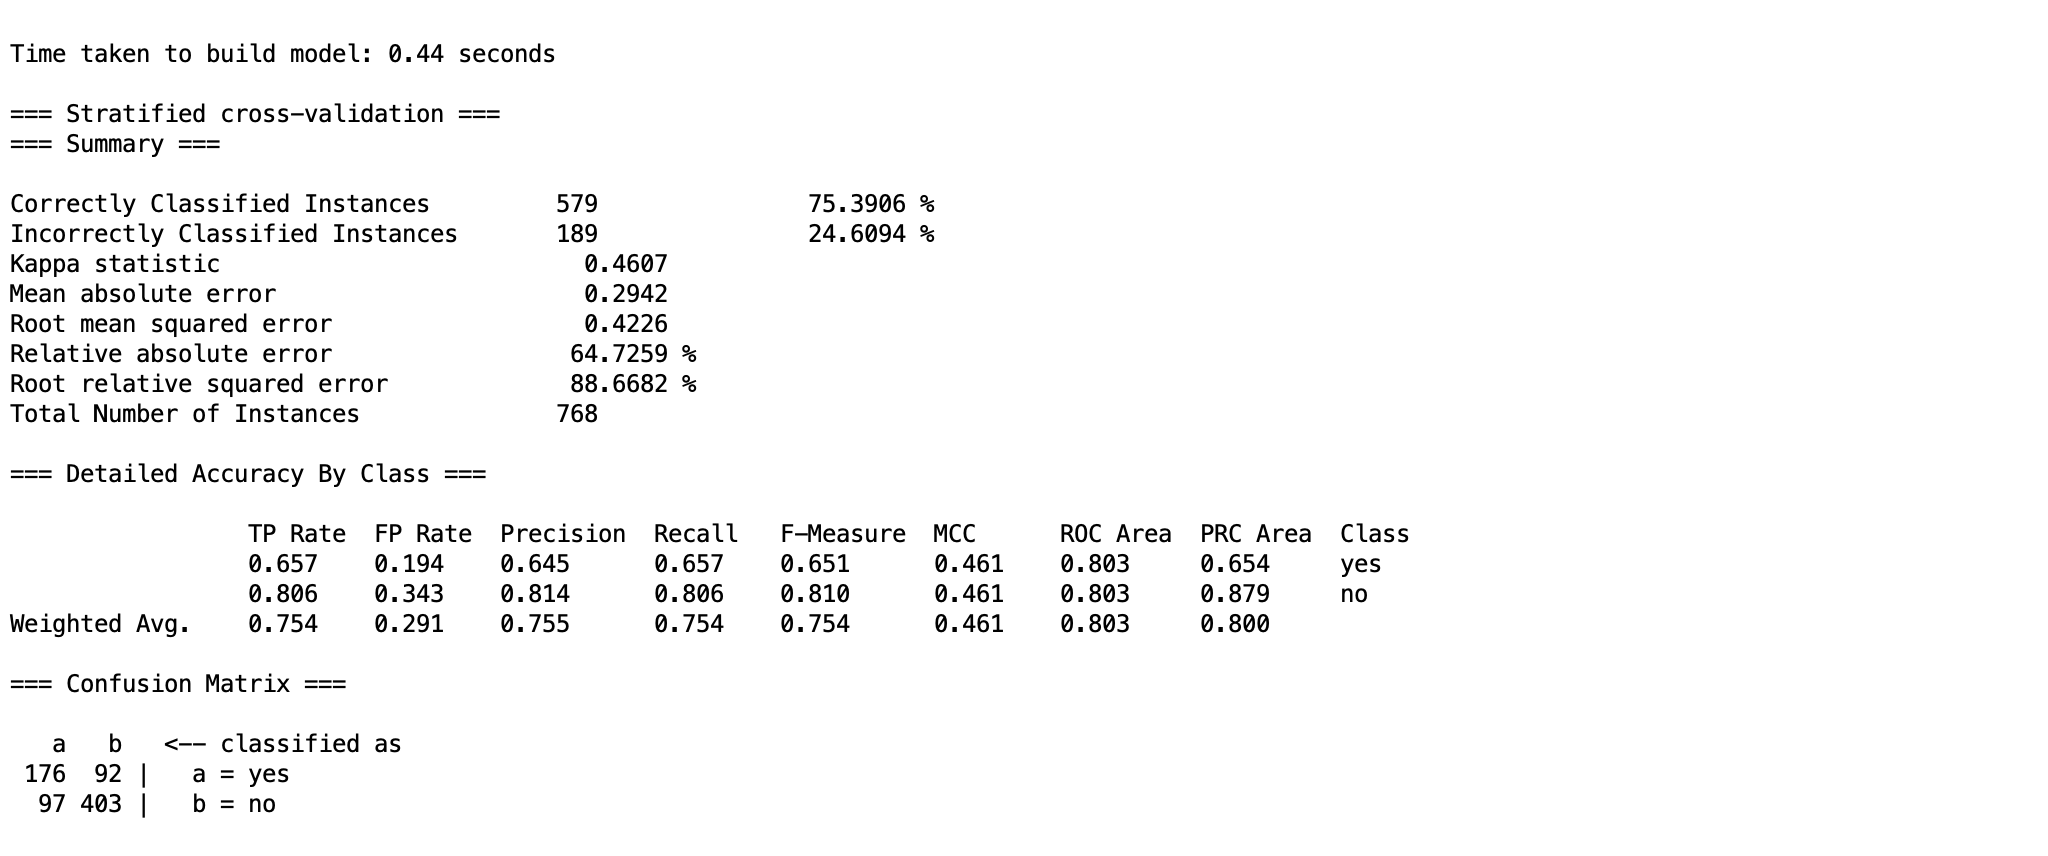 Time taken to build model: 0.44 seconds
=== Stratified cross-validation ===
=== Summary ===
Correctly Classified Instances 579 75.3906 %
Incorrectly Classified Instances 189 24.6094 %
Kappa statistic 0.4607
Mean absolute error 0.2942
Root mean squared error 0.4226
Relative absolute error 64.7259 %
Root relative squared error 88.6682 %
Total Number of Instances 768
=== Detailed Accuracy By Class ===
TP Rate FP Rate Precision Recall F-Measure MCC ROC Area PRC Area Class
0.657 0.194 0.645 0.657 0.651 0.461 0.803 0.654 yes
0.806 0.343 0.814 0.806 0.810 0.461 0.803 0.879 no
Weighted Avg. 0.754 0.291 0.755 0.754 0.754 0.461 0.803 0.800
=== Confusion Matrix ===
a b <-- classified as
176 92 | a = yes
97 403 | b = no